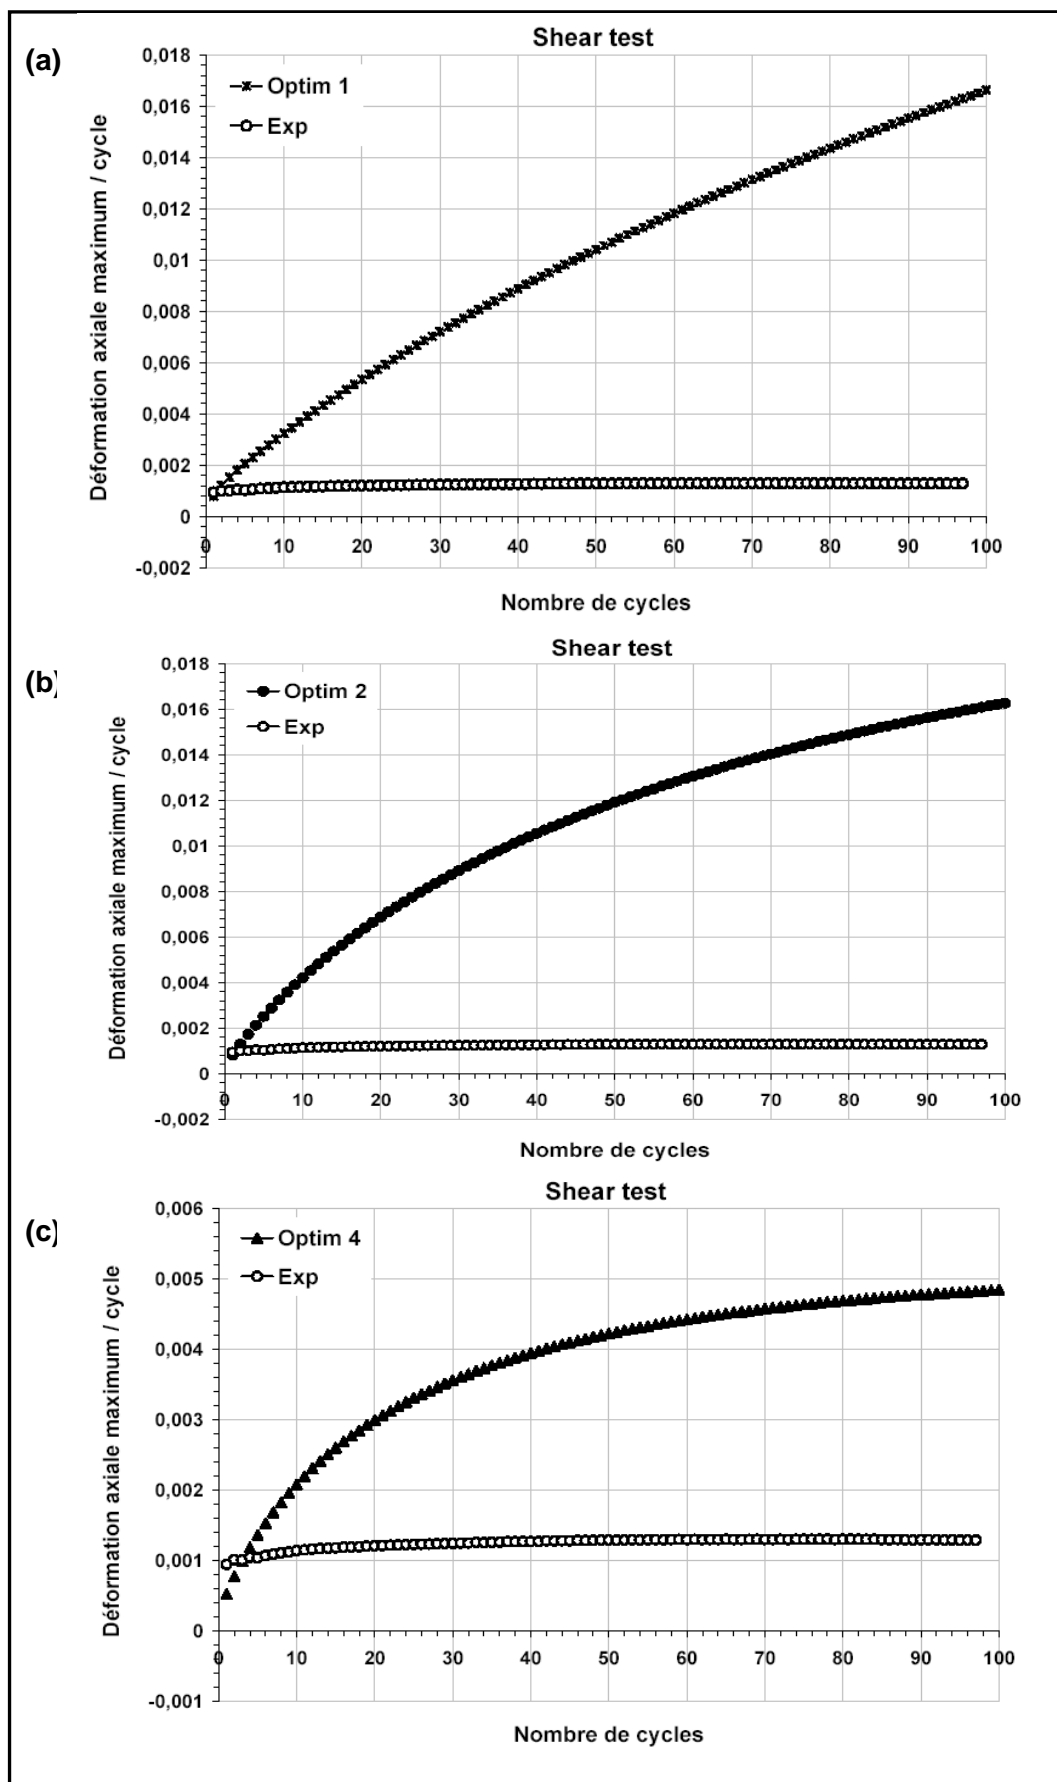 (a)
Shear test
0,018
0,016
0,014
0,012
0,01
0,008
0,006
0,004
0,002
0
-0,002
Déformation axiale maximum / cycle
Optim 1
Exp
0 10 20 30 40 50 60 70 80 90 100
Nombre de cycles
(b)
Shear test
0,018
0,016
0,014
0,012
0,01
0,008
0,006
0,004
0,002
0
-0,002
Déformation axiale maximum / cycle
Optim 2
Exp
0 10 20 30 40 50 60 70 80 90 100
Nombre de cycles
(c)
Shear test
0,006
0,005
0,004
0,003
0,002
0,001
0
-0,001
Déformation axiale maximum / cycle
Optim 4
Exp
0 10 20 30 40 50 60 70 80 90 100
Nombre de cycles